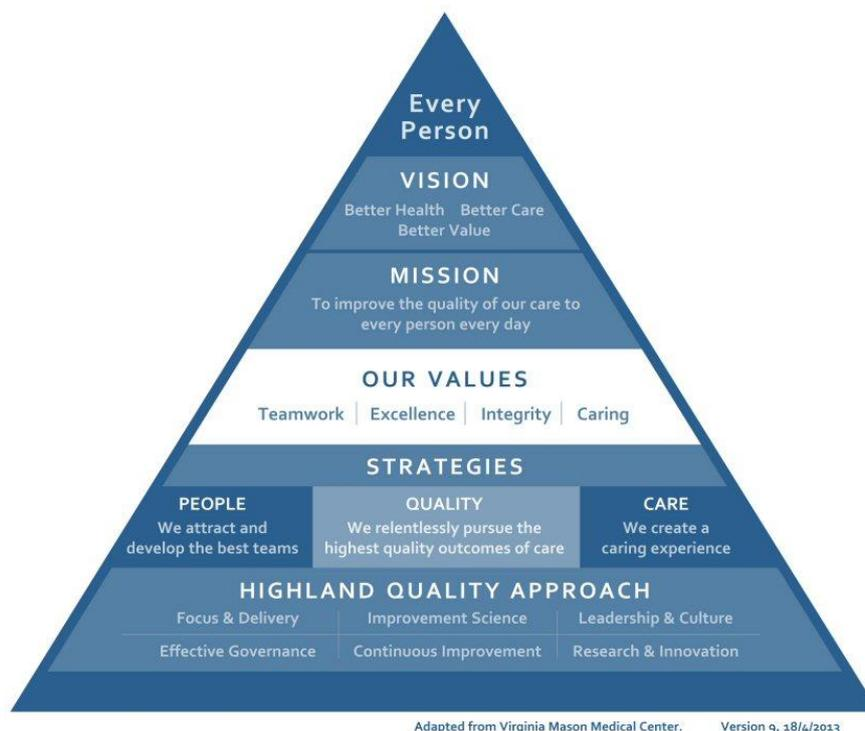 Every
Person
VISION
Better Health Better Care
Better Value
MISSION
To improve the quality of our care to
every person every day
OUR VALUES
Teamwork Excellence Integrity Caring
STRATEGIES
PEOPLE
We attract and
develop the best teams
QUALITY
We relentlessly pursue the
highest quality outcomes of care
CARE
We create a
caring experience
HIGHLAND QUALITY APPROACH
Focus & Delivery Improvement Science Leadership & Culture
Effective Governance Continuous Improvement Research & Innovation
Adapted from Virginia Mason Medical Center. Version 9. 18/4/2013